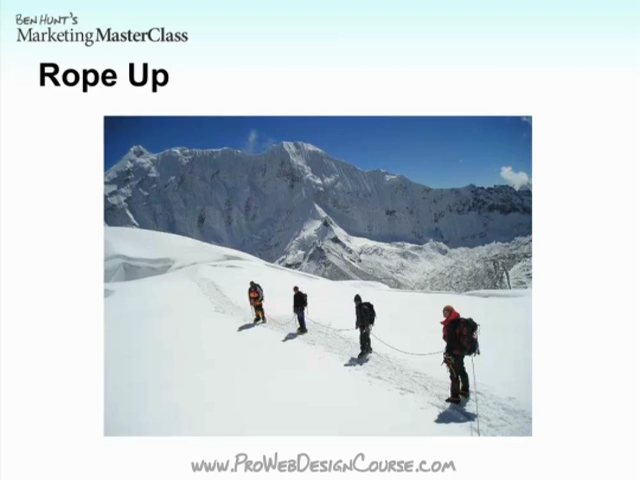 BEN HUNT'S
Marketing MasterClass
Rope Up
www.ProWebDesignCourse.com